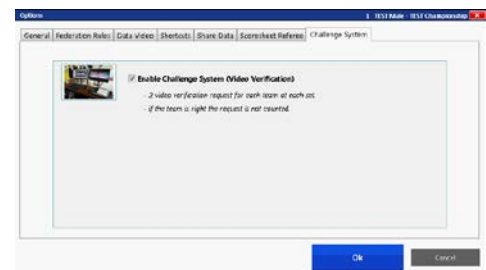 Options 1 TEST Male - TEST Championship
General Federation Rules Data Video Shortcuts Share Data Scoresheet Referee Challenge System
Enable Challenge System (Video Verification)
- 2 video verification request for each team at each set.
- if the team is right the request is not counted.
Ok Cancel